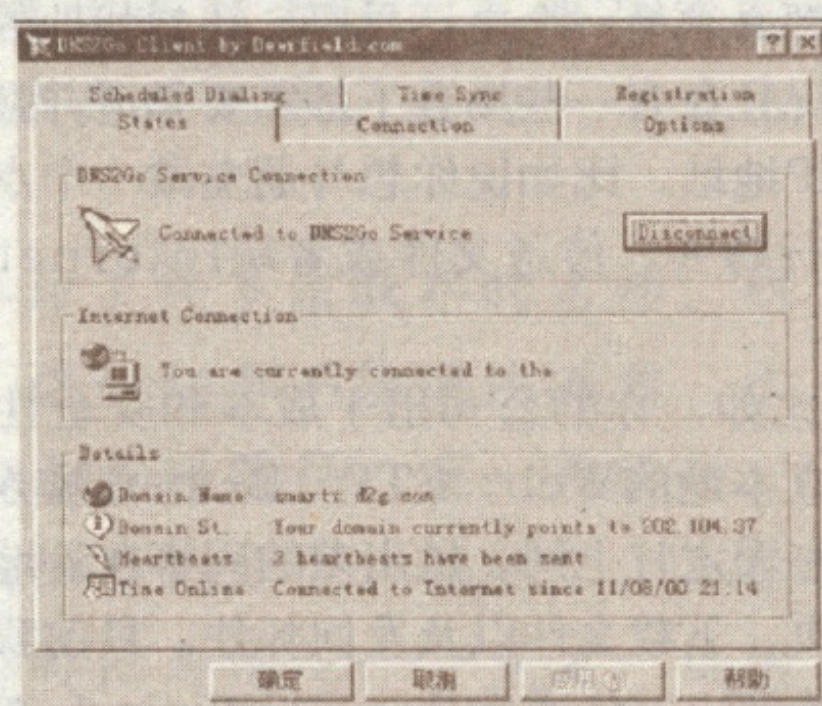 DNS2Go Client by Deerfield.com
Scheduled Dialing Time Sync Registration
States Connection Options
DNS2Go Service Connection
Connected to DNS2Go Service Disconnect
Internet Connection
You are currently connected to the
Details
Domain Name
Domain St.. Your domain currently points to 202.104.37
Heartbeats heartbeats have been sent
Time Online Connected to Internet since 11/08/00 21:14
确定 取消 应用 帮助